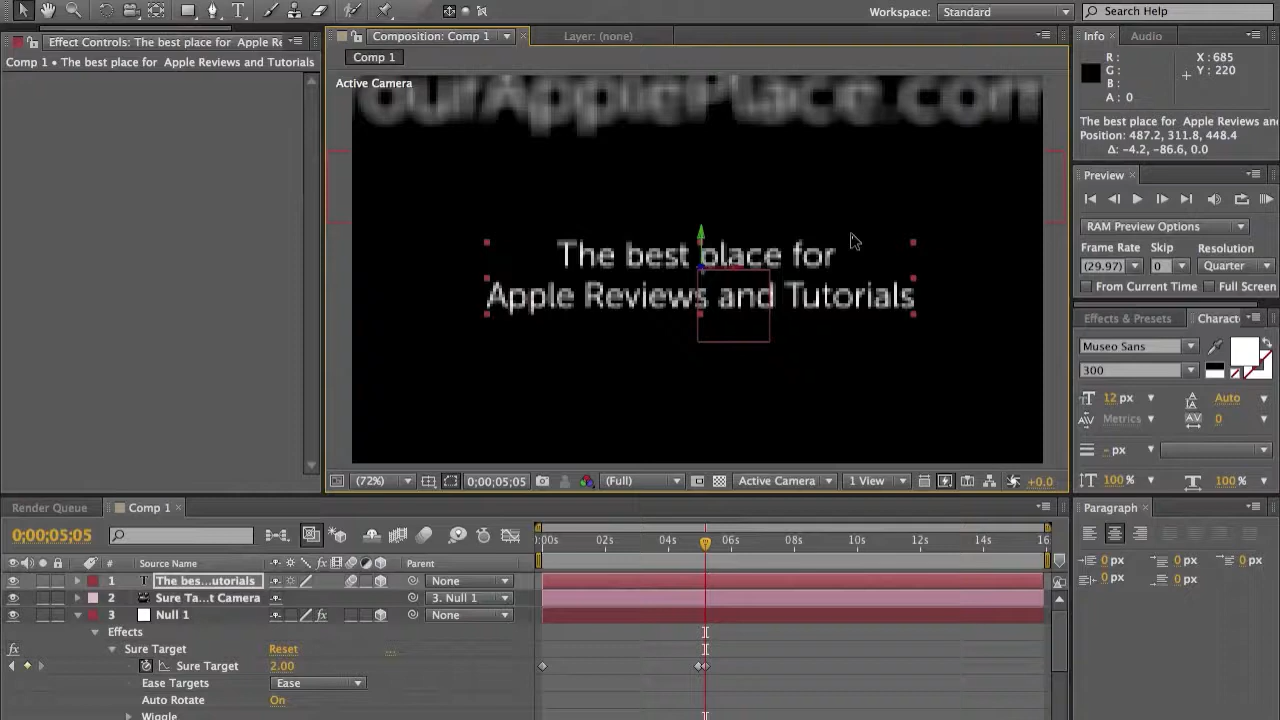 Workspace: Standard
Search Help
Effect Controls: The best place for Apple Re
Comp 1 • The best place for Apple Reviews and Tutorials
Composition: Comp 1
Layer: (none)
Comp 1
Active Camera
ourApplePlace.com
The best place for
Apple Reviews and Tutorials
(72%)
0;00;05;05
(Full)
Active Camera
1 View
+0.0
Info
Audio
R :
G :
B :
A : 0
X : 685
Y : 220
The best place for Apple Reviews and
Position: 487.2, 311.8, 448.4
Δ: -4.2, -86.6, 0.0
Preview
RAM Preview Options
Frame Rate Skip Resolution
(29.97) 0 Quarter
From Current Time Full Screen
Effects & Presets
Charact
Museo Sans
300
12 px Auto
Metrics 0
- px
100 % 100 %
Paragraph
0 px 0 px 0 px
0 px 0 px
Render Queue
Comp 1
0;00;05;05
):00s 02s 04s 06s 08s 10s 12s 14s 16
# Source Name Parent
1 T The bes...utorials None
2 Sure Ta...t Camera 3. Null 1
3 Null 1 fx None
Effects
fx Sure Target Reset ...
Sure Target 2.00
Ease Targets Ease
Auto Rotate On
Wiggle